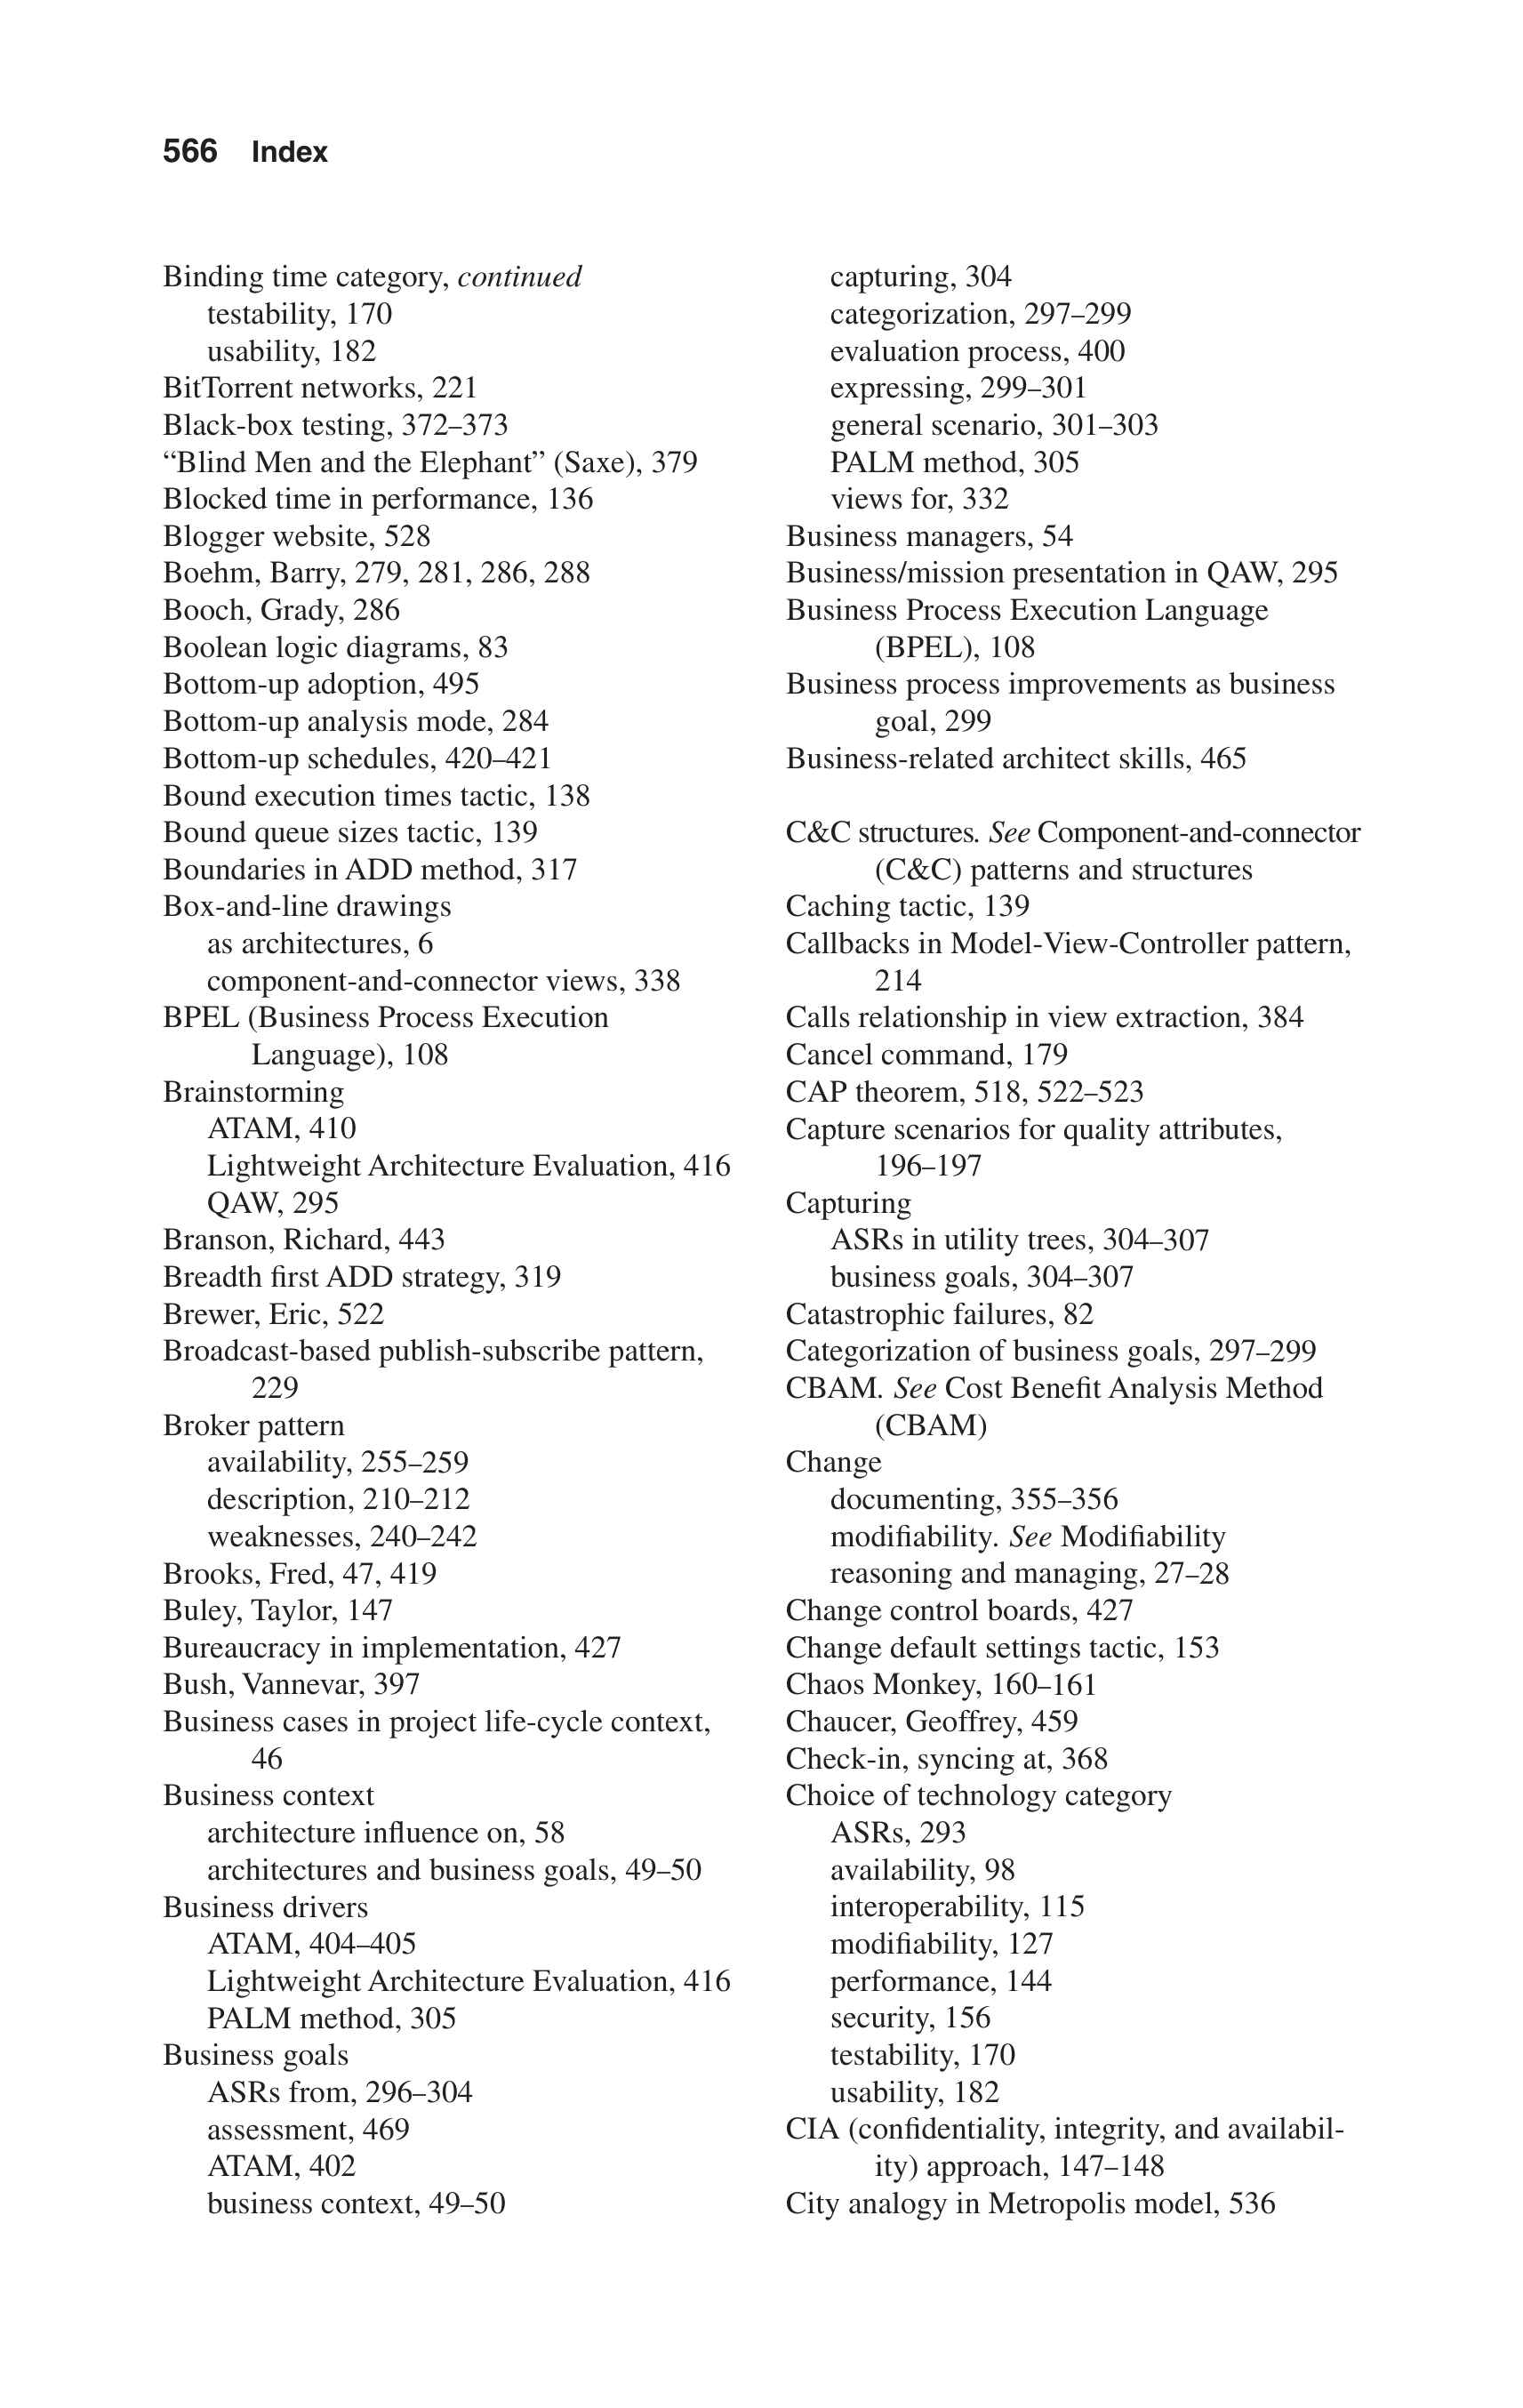 566 Index
Binding time category, continued
testability, 170
usability, 182
BitTorrent networks, 221
Black-box testing, 372–373
“Blind Men and the Elephant” (Saxe), 379
Blocked time in performance, 136
Blogger website, 528
Boehm, Barry, 279, 281, 286, 288
Booch, Grady, 286
Boolean logic diagrams, 83
Bottom-up adoption, 495
Bottom-up analysis mode, 284
Bottom-up schedules, 420–421
Bound execution times tactic, 138
Bound queue sizes tactic, 139
Boundaries in ADD method, 317
Box-and-line drawings
as architectures, 6
component-and-connector views, 338
BPEL (Business Process Execution
Language), 108
Brainstorming
ATAM, 410
Lightweight Architecture Evaluation, 416
QAW, 295
Branson, Richard, 443
Breadth first ADD strategy, 319
Brewer, Eric, 522
Broadcast-based publish-subscribe pattern,
229
Broker pattern
availability, 255–259
description, 210–212
weaknesses, 240–242
Brooks, Fred, 47, 419
Buley, Taylor, 147
Bureaucracy in implementation, 427
Bush, Vannevar, 397
Business cases in project life-cycle context,
46
Business context
architecture influence on, 58
architectures and business goals, 49–50
Business drivers
ATAM, 404–405
Lightweight Architecture Evaluation, 416
PALM method, 305
Business goals
ASRs from, 296–304
assessment, 469
ATAM, 402
business context, 49–50
capturing, 304
categorization, 297–299
evaluation process, 400
expressing, 299–301
general scenario, 301–303
PALM method, 305
views for, 332
Business managers, 54
Business/mission presentation in QAW, 295
Business Process Execution Language
(BPEL), 108
Business process improvements as business
goal, 299
Business-related architect skills, 465
C&C structures. See Component-and-connector
(C&C) patterns and structures
Caching tactic, 139
Callbacks in Model-View-Controller pattern,
214
Calls relationship in view extraction, 384
Cancel command, 179
CAP theorem, 518, 522–523
Capture scenarios for quality attributes,
196–197
Capturing
ASRs in utility trees, 304–307
business goals, 304–307
Catastrophic failures, 82
Categorization of business goals, 297–299
CBAM. See Cost Benefit Analysis Method
(CBAM)
Change
documenting, 355–356
modifiability. See Modifiability
reasoning and managing, 27–28
Change control boards, 427
Change default settings tactic, 153
Chaos Monkey, 160–161
Chaucer, Geoffrey, 459
Check-in, syncing at, 368
Choice of technology category
ASRs, 293
availability, 98
interoperability, 115
modifiability, 127
performance, 144
security, 156
testability, 170
usability, 182
CIA (confidentiality, integrity, and availabil-
ity) approach, 147–148
City analogy in Metropolis model, 536